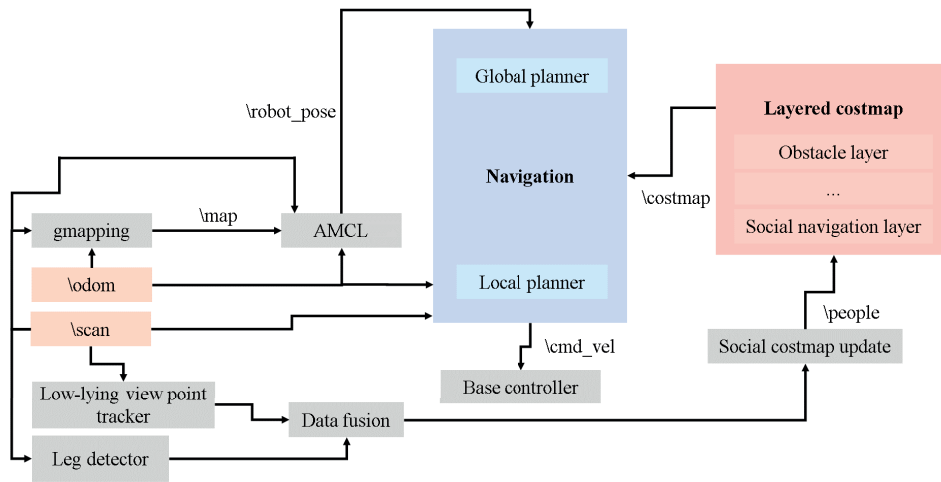 Global planner
Layered costmap
\robot_pose
Obstacle layer
Navigation
...
\costmap
\map
gmapping
AMCL
Social navigation layer
\odom
Local planner
\scan
\people
\cmd_vel
Social costmap update
Low-lying view point
tracker
Base controller
Data fusion
Leg detector